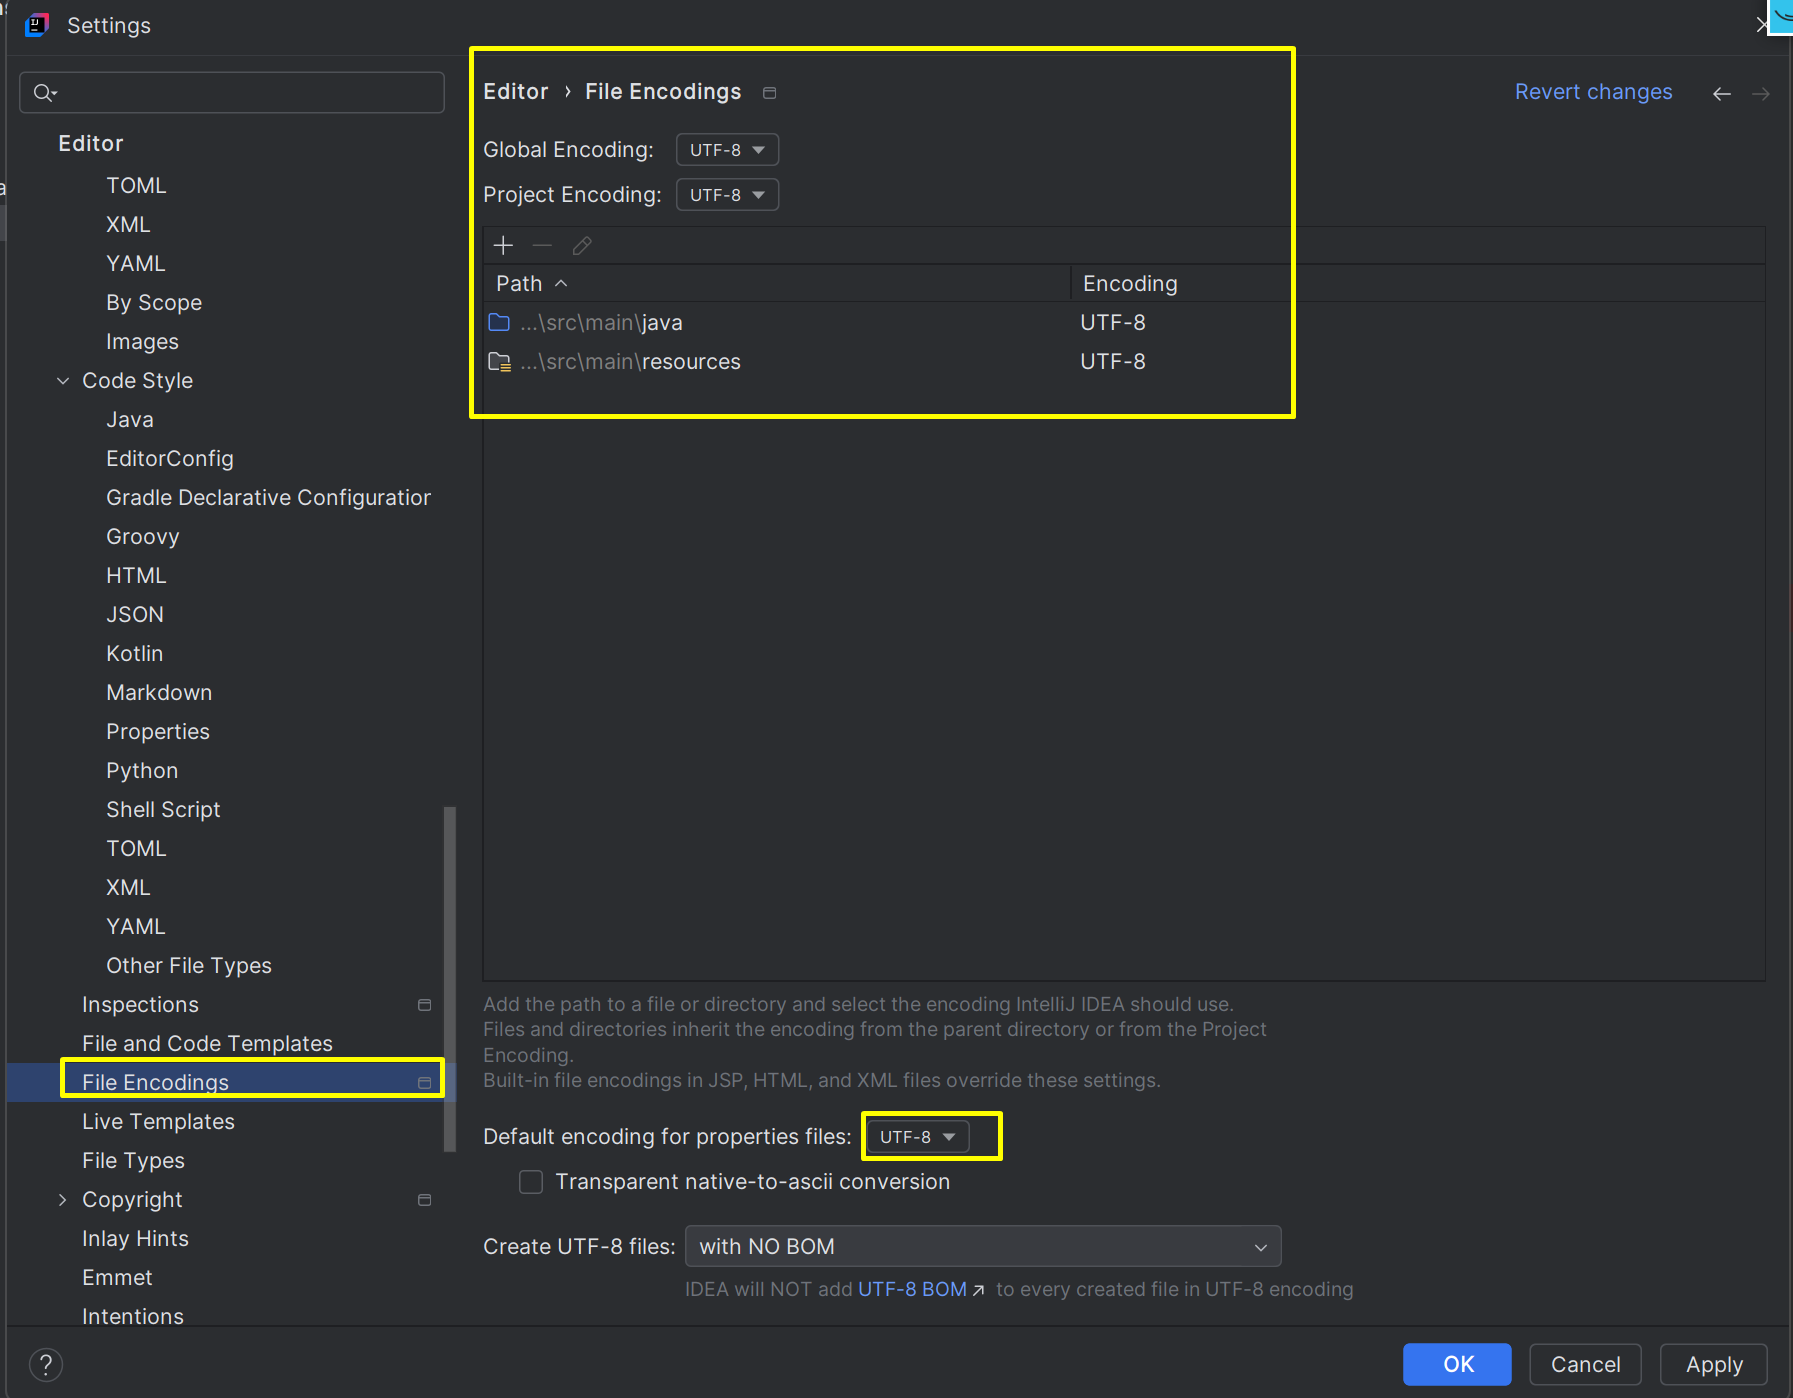 Settings
Editor
TOML
XML
YAML
By Scope
Images
Code Style
Java
EditorConfig
Gradle Declarative Configuration
Groovy
HTML
JSON
Kotlin
Markdown
Properties
Python
Shell Script
TOML
XML
YAML
Other File Types
Inspections
File and Code Templates
File Encodings
Live Templates
File Types
Copyright
Inlay Hints
Emmet
Intentions
Editor › File Encodings
Revert changes
Global Encoding: UTF-8
Project Encoding: UTF-8
Path Encoding
...\src\main\java UTF-8
...\src\main\resources UTF-8
Add the path to a file or directory and select the encoding IntelliJ IDEA should use.
Files and directories inherit the encoding from the parent directory or from the Project
Encoding.
Built-in file encodings in JSP, HTML, and XML files override these settings.
Default encoding for properties files: UTF-8
Transparent native-to-ascii conversion
Create UTF-8 files: with NO BOM
IDEA will NOT add UTF-8 BOM ↗ to every created file in UTF-8 encoding
?
OK
Cancel
Apply